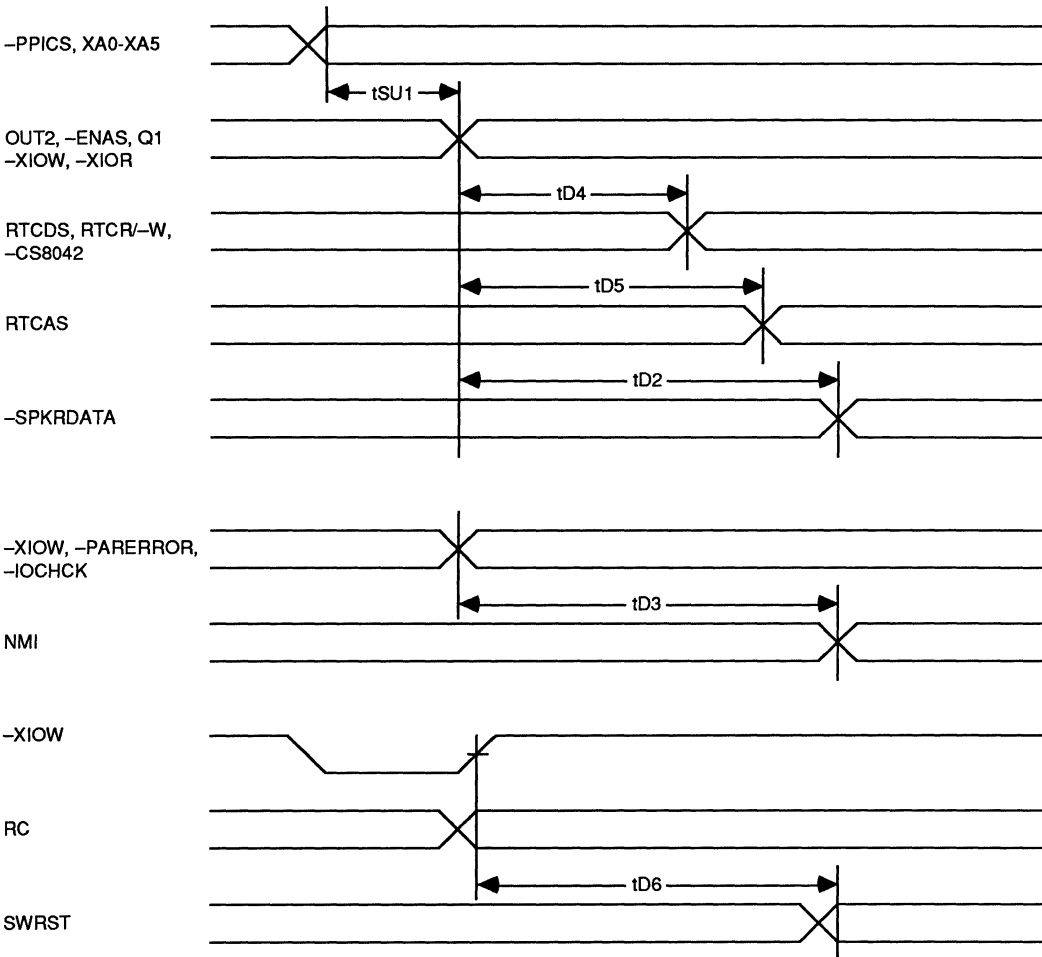 –PPICS, XA0-XA5
tSU1
OUT2, –ENAS, Q1
–XIOW, –XIOR
tD4
RTCDS, RTCR/–W,
–CS8042
tD5
RTCAS
tD2
–SPKRDATA
–XIOW, –PARERROR,
–IOCHCK
tD3
NMI
–XIOW
RC
tD6
SWRST